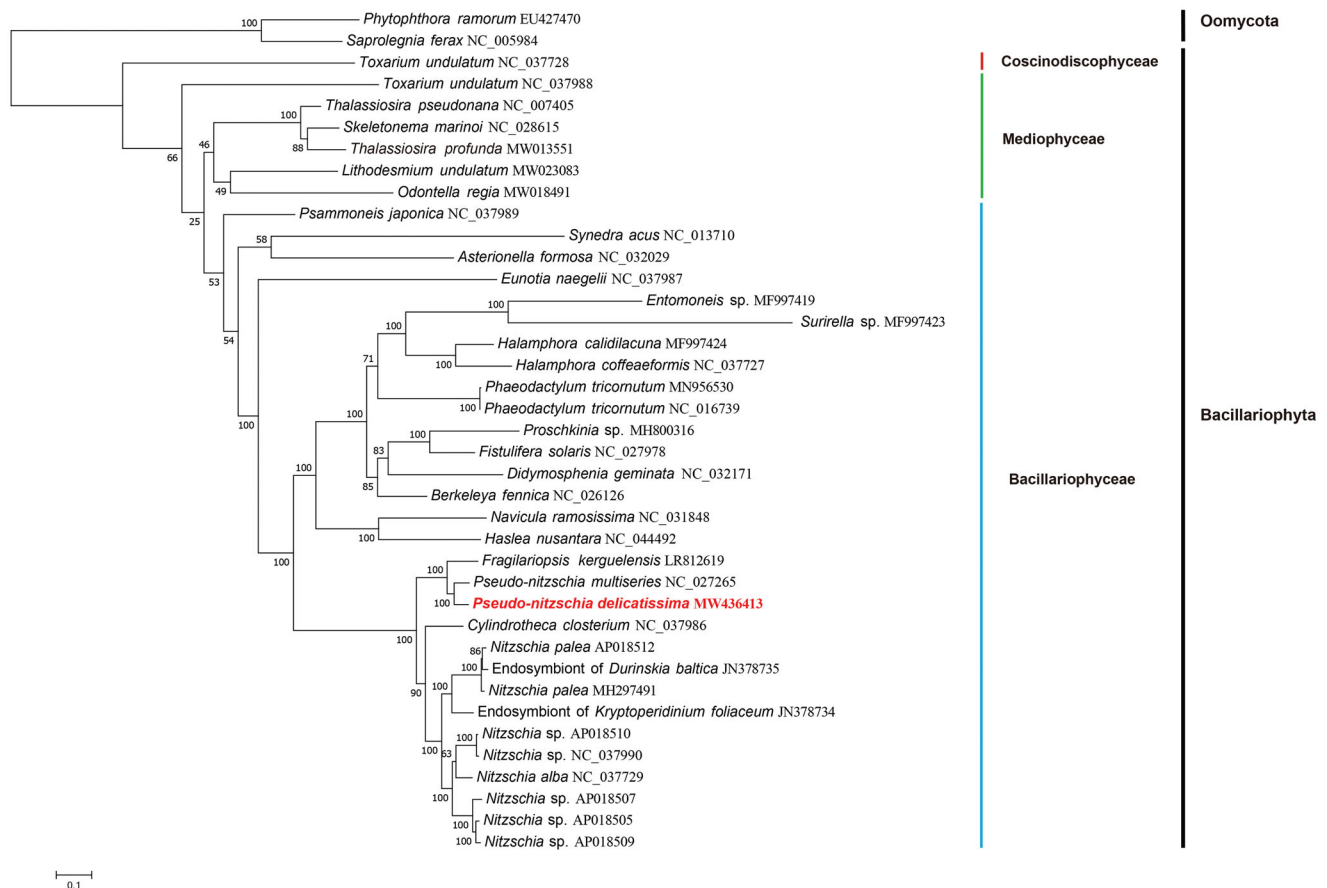 Phytophthora ramorum EU427470
100
Oomycota
Saprolegnia ferax NC_005984
Toxarium undulatum NC_037728
Coscinodiscophyceae
Toxarium undulatum NC_037988
Thalassiosira pseudonana NC_007405
100
Skeletonema marinoi NC_028615
Mediophyceae
88
Thalassiosira profunda MW013551
46
66
Lithodesmium undulatum MW023083
49
Odontella regia MW018491
25
Psammoneis japonica NC_037989
Synedra acus NC_013710
58
Asterionella formosa NC_032029
53
Eunotia naegelii NC_037987
Entomoneis sp. MF997419
100
Surirella sp. MF997423
100
54
Halamphora calidilacuna MF997424
100
Halamphora coffeaeformis NC_037727
71
Phaeodactylum tricornutum MN956530
100
Phaeodactylum tricornutum NC_016739
Bacillariophyta
100
100
Proschkinia sp. MH800316
100
Fistulifera solaris NC_027978
83
Didymosphenia geminata NC_032171
100
85
Bacillariophyceae
Berkeleya fennica NC_026126
Navicula ramosissima NC_031848
100
Haslea nusantara NC_044492
100
Fragilariopsis kerguelensis LR812619
100
Pseudo-nitzschia multiseries NC_027265
100
Pseudo-nitzschia delicatissima MW436413
Cylindrotheca closterium NC_037986
100
Nitzschia palea AP018512
86
Endosymbiont of Durinskia baltica JN378735
100
Nitzschia palea MH297491
100
90
Endosymbiont of Kryptoperidinium foliaceum JN378734
Nitzschia sp. AP018510
100
100
63
Nitzschia sp. NC_037990
Nitzschia alba NC_037729
100
Nitzschia sp. AP018507
Nitzschia sp. AP018505
100
100
Nitzschia sp. AP018509
0.1